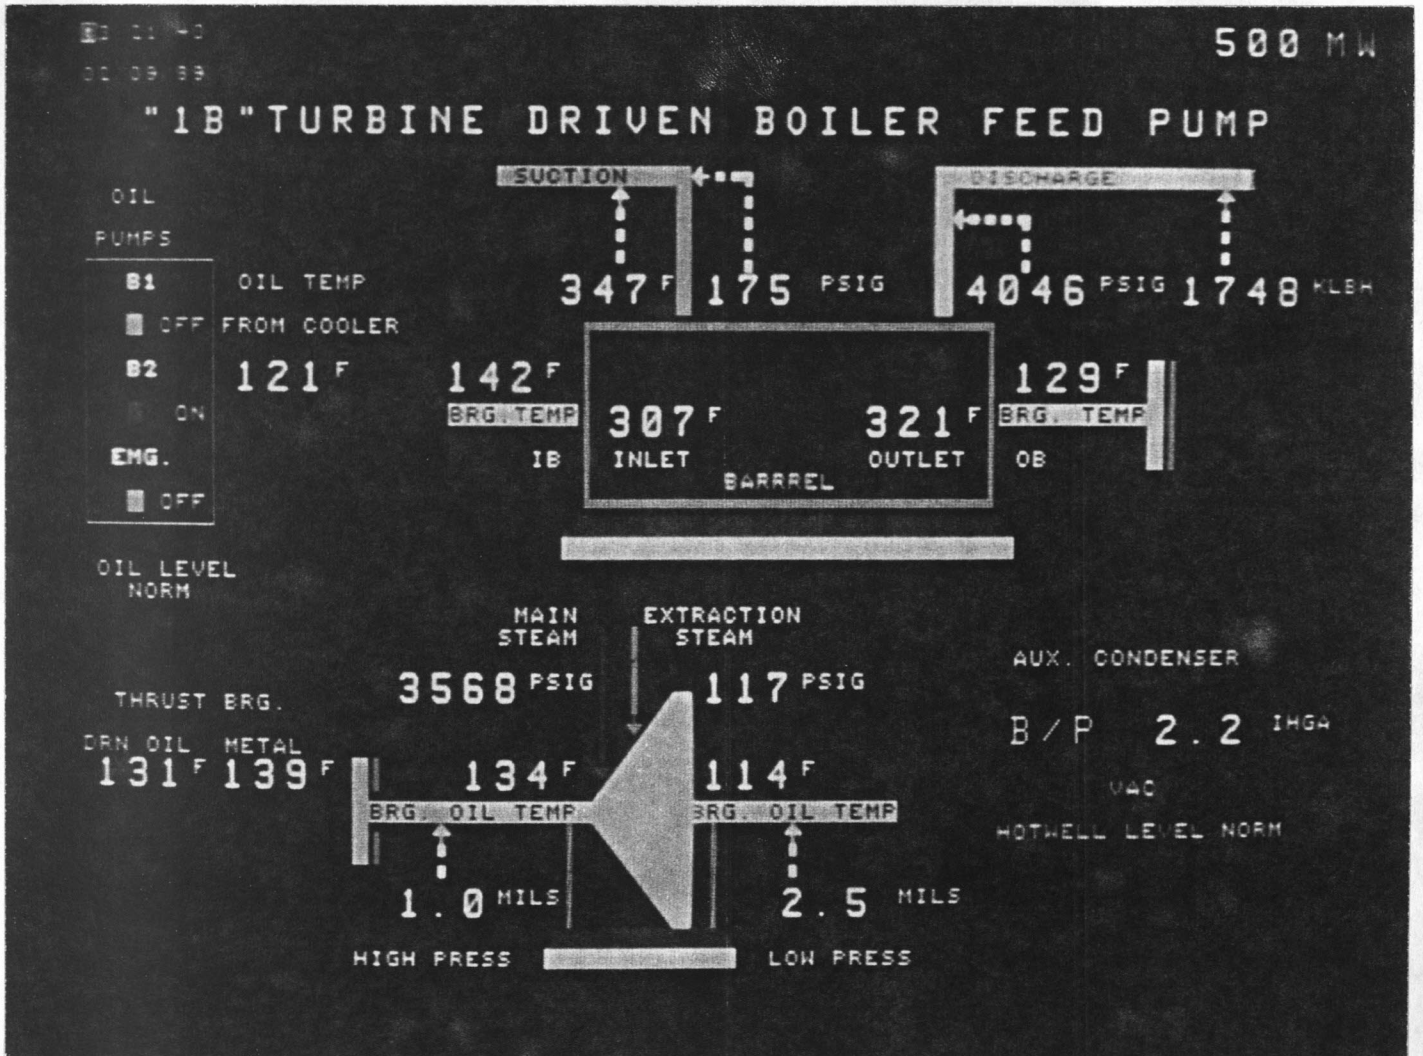 500 MW
02 09 89
"1B" TURBINE DRIVEN BOILER FEED PUMP
SUCTION
DISCHARGE
OIL
PUMPS
B1
OIL TEMP
347 F
175 PSIG
4046 PSIG
1748 KLBH
OFF
FROM COOLER
B2
121 F
142 F
129 F
ON
BRG. TEMP
307 F
321 F
BRG. TEMP
EMG.
IB
INLET
OUTLET
OB
OFF
BARRREL
OIL LEVEL
NORM
MAIN
STEAM
EXTRACTION
STEAM
AUX. CONDENSER
3568 PSIG
117 PSIG
THRUST BRG.
B/P 2.2 IHGA
DRN OIL METAL
131 F 139 F
134 F
114 F
VAC
BRG. OIL TEMP
BRG. OIL TEMP
HOTWELL LEVEL NORM
1.0 MILS
2.5 MILS
HIGH PRESS
LOW PRESS